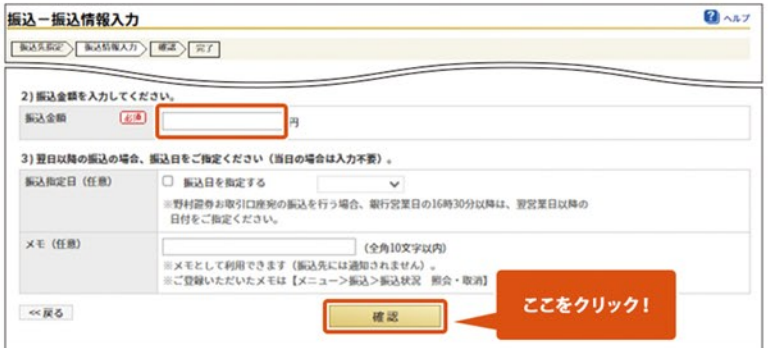 振込－振込情報入力
? ヘルプ
振込先指定 振込情報入力 確認 完了
2) 振込金額を入力してください。
振込金額 必須 円
3) 翌日以降の振込の場合、振込日をご指定ください（当日の場合は入力不要）。
振込指定日（任意） 振込日を指定する
※野村證券お取引口座宛の振込を行う場合、銀行営業日の16時30分以降は、翌営業日以降の
日付をご指定ください。
メモ（任意） （全角10文字以内）
※メモとして利用できます（振込先には通知されません）。
※ご登録いただいたメモは【メニュー＞振込＞振込状況　照会・取消】
<< 戻る
確認
ここをクリック！